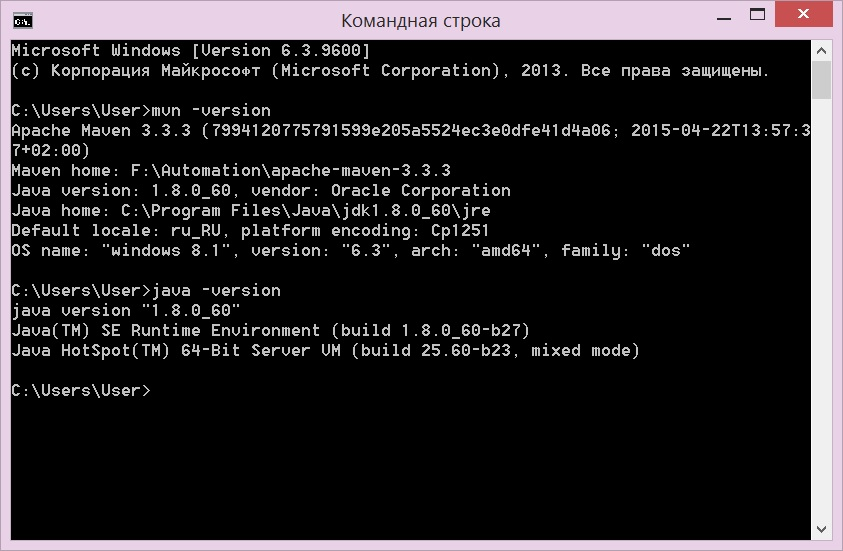 Командная строка
Microsoft Windows [Version 6.3.9600]
(c) Корпорация Майкрософт (Microsoft Corporation), 2013. Все права защищены.
C:\Users\User>mvn -version
Apache Maven 3.3.3 (7994120775791599e205a5524ec3e0dfe41d4a06; 2015-04-22T13:57:3
7+02:00)
Maven home: F:\Automation\apache-maven-3.3.3
Java version: 1.8.0_60, vendor: Oracle Corporation
Java home: C:\Program Files\Java\jdk1.8.0_60\jre
Default locale: ru_RU, platform encoding: Cp1251
OS name: "windows 8.1", version: "6.3", arch: "amd64", family: "dos"
C:\Users\User>java -version
java version "1.8.0_60"
Java(TM) SE Runtime Environment (build 1.8.0_60-b27)
Java HotSpot(TM) 64-Bit Server VM (build 25.60-b23, mixed mode)
C:\Users\User>